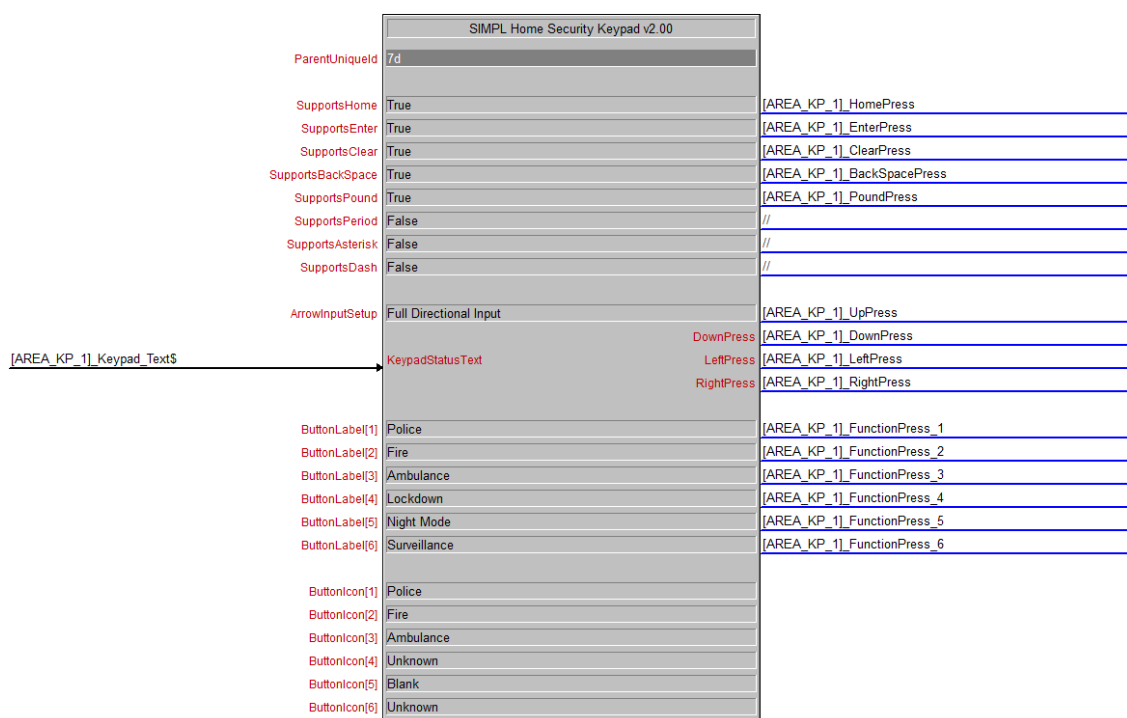 SIMPL Home Security Keypad v2.00
ParentUniqueId 7d
SupportsHome True [AREA_KP_1]_HomePress
SupportsEnter True [AREA_KP_1]_EnterPress
SupportsClear True [AREA_KP_1]_ClearPress
SupportsBackSpace True [AREA_KP_1]_BackSpacePress
SupportsPound True [AREA_KP_1]_PoundPress
SupportsPeriod False //
SupportsAsterisk False //
SupportsDash False //
ArrowInputSetup Full Directional Input [AREA_KP_1]_UpPress
DownPress [AREA_KP_1]_DownPress
[AREA_KP_1]_Keypad_Text$ KeypadStatusText LeftPress [AREA_KP_1]_LeftPress
RightPress [AREA_KP_1]_RightPress
ButtonLabel[1] Police [AREA_KP_1]_FunctionPress_1
ButtonLabel[2] Fire [AREA_KP_1]_FunctionPress_2
ButtonLabel[3] Ambulance [AREA_KP_1]_FunctionPress_3
ButtonLabel[4] Lockdown [AREA_KP_1]_FunctionPress_4
ButtonLabel[5] Night Mode [AREA_KP_1]_FunctionPress_5
ButtonLabel[6] Surveillance [AREA_KP_1]_FunctionPress_6
ButtonIcon[1] Police
ButtonIcon[2] Fire
ButtonIcon[3] Ambulance
ButtonIcon[4] Unknown
ButtonIcon[5] Blank
ButtonIcon[6] Unknown